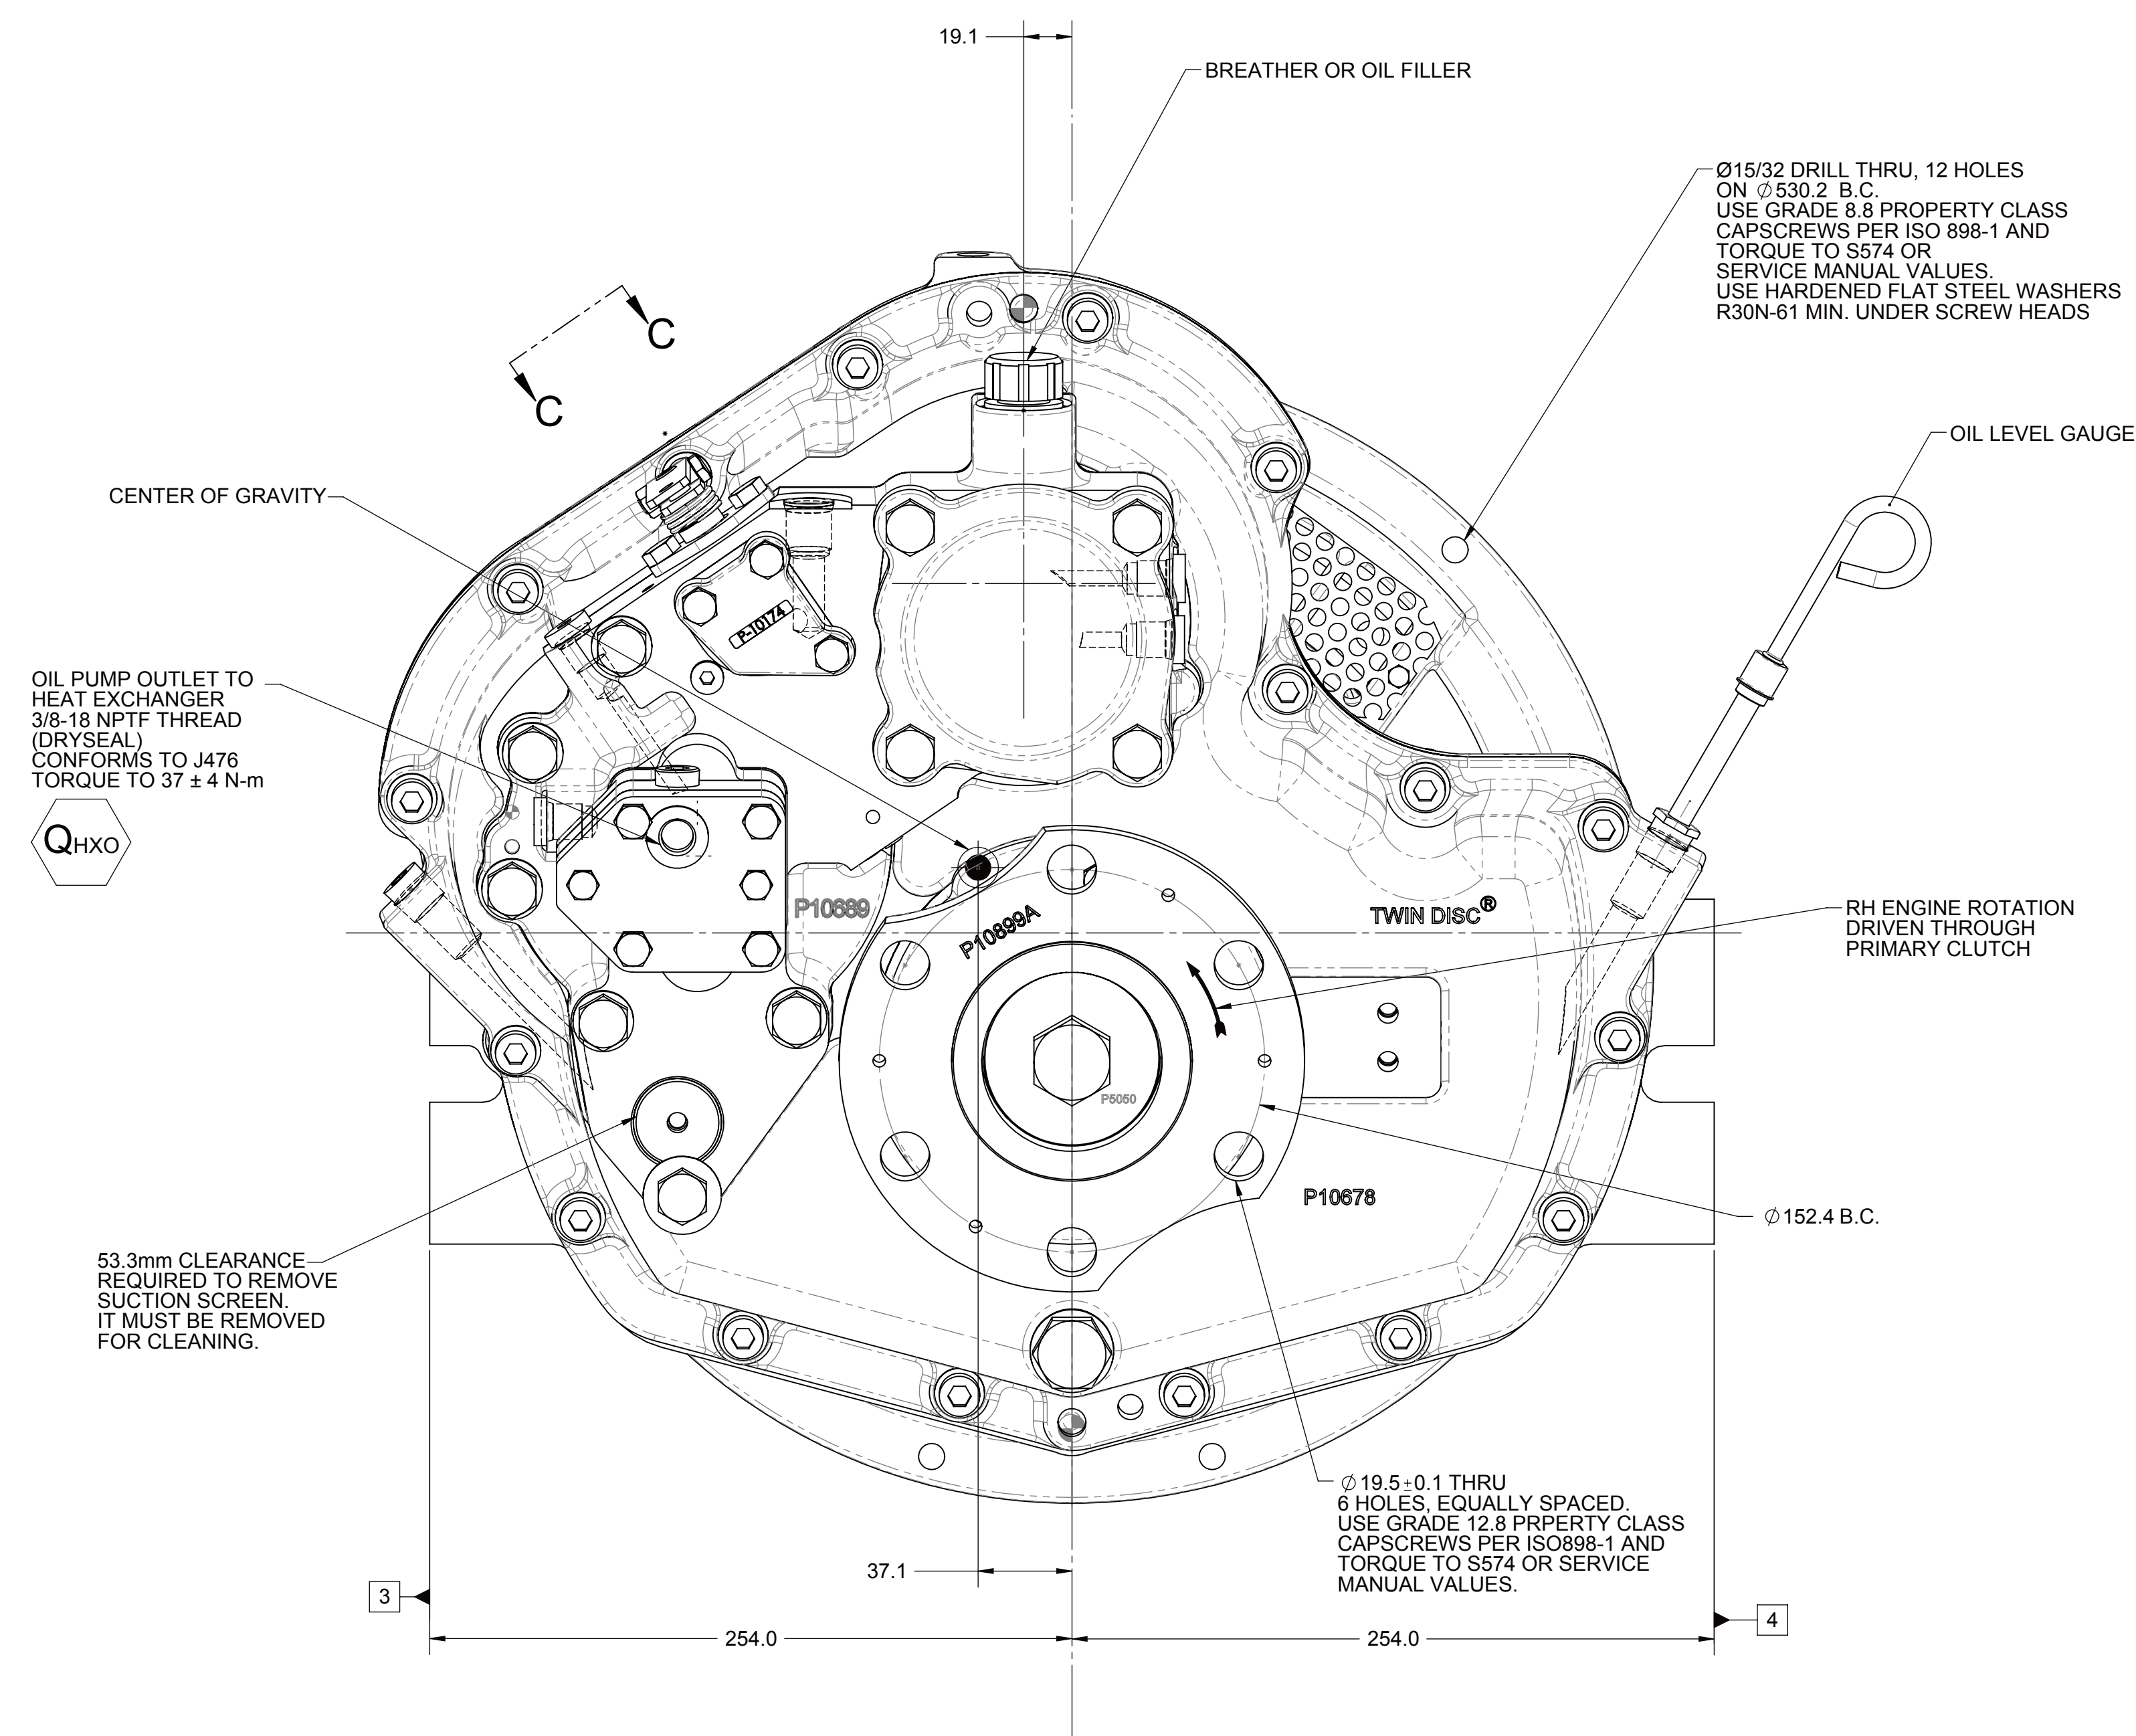 19.1
BREATHER OR OIL FILLER
Ø15/32 DRILL THRU, 12 HOLES
ON ∅530.2 B.C.
USE GRADE 8.8 PROPERTY CLASS
CAPSCREWS PER ISO 898-1 AND
TORQUE TO S574 OR
SERVICE MANUAL VALUES.
USE HARDENED FLAT STEEL WASHERS
R30N-61 MIN. UNDER SCREW HEADS
C
C
OIL LEVEL GAUGE
CENTER OF GRAVITY
P-10174
OIL PUMP OUTLET TO
HEAT EXCHANGER
3/8-18 NPTF THREAD
(DRYSEAL)
CONFORMS TO J476
TORQUE TO 37 ± 4 N-m
QHXO
P10689
P10899A
TWIN DISC®
RH ENGINE ROTATION
DRIVEN THROUGH
PRIMARY CLUTCH
P5050
P10678
∅152.4 B.C.
53.3mm CLEARANCE
REQUIRED TO REMOVE
SUCTION SCREEN.
IT MUST BE REMOVED
FOR CLEANING.
∅19.5±0.1 THRU
6 HOLES, EQUALLY SPACED.
USE GRADE 12.8 PRPERTY CLASS
CAPSCREWS PER ISO898-1 AND
TORQUE TO S574 OR SERVICE
MANUAL VALUES.
37.1
3
4
254.0
254.0